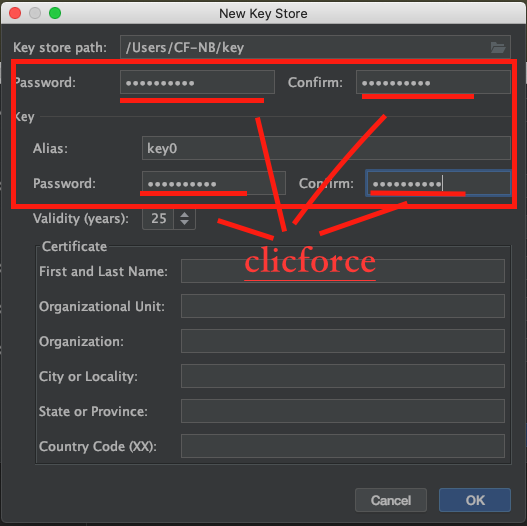 New Key Store
Key store path: /Users/CF-NB/key
Password: •••••••••• Confirm: ••••••••••
Key
Alias: key0
Password: •••••••••• Confirm: ••••••••••
Validity (years): 25
Certificate
clicforce
First and Last Name:
Organizational Unit:
Organization:
City or Locality:
State or Province:
Country Code (XX):
Cancel OK